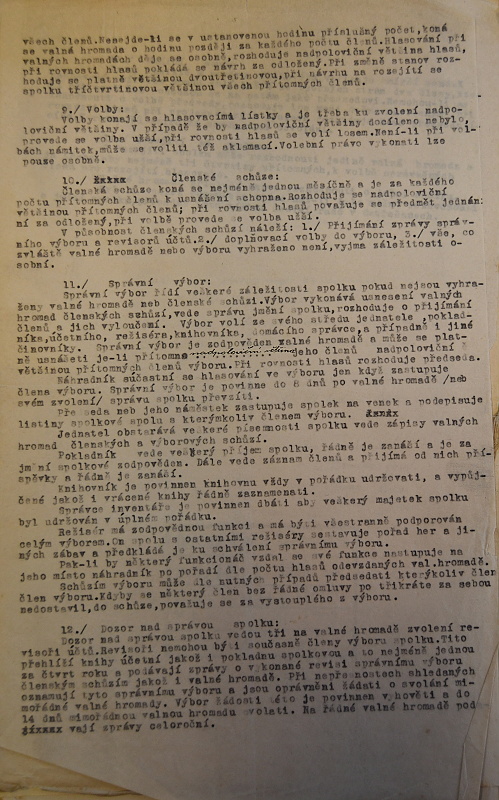 všech členů.Nesejde-li se v ustanovenou hodinu příslušný počet,koná
se valná hromada o hodinu později za každého počtu členů.Hlasování při
valných hromadách děje se osobně,rozhoduje nadpoloviční většina hlasů,
při rovnosti hlasů pokládá se návrh za odložený.Při změně stanov roz-
hoduje se platně většinou dvoutřetinovou,při návrhu na rozejití se
spolku tříčtvrtinovou většinou všech přítomných členů.
9./ Volby:
Volby konají se hlasovacími lístky a je třeba ku zvolení nadpo-
loviční většiny. V případě že by nadpoloviční většiny docíleno nebylo,
provede se volba užší,při rovnosti hlasů se volí losem.Není-li při vol-
bách námitek,může se voliti též aklamací.Volební právo vykonati lze
pouze osobně.
10./ Členská schůze:
Členská schůze koná se nejméně jednou měsíčně a je za každého
počtu přítomných členů k usnášení schopna.Rozhoduje se nadpoloviční
většinou přítomných členů; při rovnosti hlasů považuje se předmět jednán
ní za odločený,při volbě provede se volba užší.
V působnost členských schůzí náleží: 1./ Přijímání zprávy správ-
ního výboru a revisorů účtů.2./ doplňovací volby do výboru, 3./ vše, co
zvláště valné hromadě nebo výboru vyhraženo není,vyjma záležitostí o-
sobní.
11./ Správní výbor:
Správní výbor řídí veškeré záležitosti spolku pokud nejsou vyhra-
ženy valné hromadě neb členské schůzi.Výbor vykonává usnesení valných
hromad členských schůzí,vede správu jmění spolku,rozhoduje o přijímání
členů a jich vyloučení. Výbor volí ze svého středu jednatele ,poklad-
níka,účetního, režiséra,knihovníka, domácího správce,a případně i jiné
činovníky. Správní výbor je zodpověden valné hromadě a může se plat-
ně usnášeti je-li přítomna nadpoloviční většina jeho členů nadpoloviční
většinou přítomných členů výboru.Při rovnosti hlasů rozhoduje předseda.
Náhradník súčastní se hlasování ve výboru jen když zastupuje
člena výboru. Správní výbor je povinen do 8 dnů po valné hromadě /neb
svém zvolení/ správu spolku převzíti.
Předseda neb jeho náměstek zastupuje spolek na venek a podepisuje
listiny spolkové spolu s kterýmkoliv členem výboru.
Jednatel obstarává veškeré písemnosti spolku vede zápisy valných
hromad členských a výborových schůzí.
Pokladník vede veškerý příjem spolku, řádně je zanáší a je za
jmění spolkové zodpověden. Dále vede záznam členů a přijímá od nich pří-
spěvky a řádně je zanáší.
Knihovník je povinnen knihovnu vždy v pořádku udržovati, a vypůj-
čené jakož i vrácené knihy řádně zaznamenati.
Správce inventáře je povinnen dbáti aby veškerý majetek spolku
byl udržován v úplném pořádku.
Režisér má zodpovědnou funkci a má býti všestranně podporován
celým výborem.On spolu s ostatními režiséry sestavuje pořad her a ji-
ných zábav a předkládá je ku schválení správnímu výboru.
Pak-li by některý funkcionář vzdal se své funkce nastupuje na
jeho místo náhradník po pořadí dle počtu hlasů odevzdaných val.hromadě.
Schůzím výboru může dle nutných případů předsedati kterýkoliv člen
člen výboru.Kdyby se některý člen bez řádné omluvy po třikráte za sebou
nedostavil,do schůze,považuje se za vystouplého z výboru.
12./ Dozor nad správou spolku:
Dozor nad správou spolku vedou tři na valné hromadě zvolení re-
visoři účtů.Revisoři nemohou býti současně členy výboru spolku.Tito
přehlíží knihy účetní jakož i pokladnu spolkovou a to nejméně jednou
za čtvrt roku a podávají zprávy o vykonané revisi správnímu výboru
členským schůzím jakož i valné hromadě. Při nepřesnostech shledaných
oznamují tyto správnímu výboru a jsou oprávněni žádati o svolání mi-
mořádné valné hromady. Výbor žádosti této je povinnen vyhověti a do
14 dnů mimořádnou valnou hromadu svolati. Na řádné valné hromadě pod
vají zprávy celoroční.